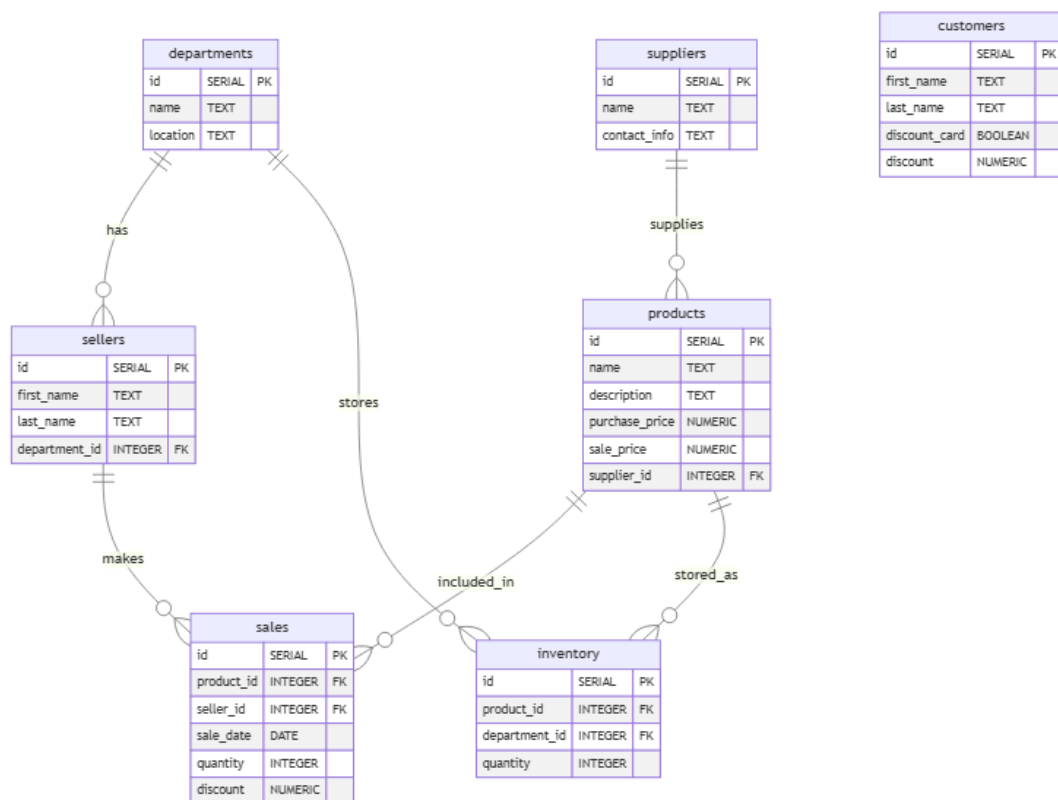 departments
id SERIAL PK
name TEXT
location TEXT
suppliers
id SERIAL PK
name TEXT
contact_info TEXT
customers
id SERIAL PK
first_name TEXT
last_name TEXT
discount_card BOOLEAN
discount NUMERIC
has
supplies
stores
sellers
id SERIAL PK
first_name TEXT
last_name TEXT
department_id INTEGER FK
products
id SERIAL PK
name TEXT
description TEXT
purchase_price NUMERIC
sale_price NUMERIC
supplier_id INTEGER FK
makes
included_in
stored_as
sales
id SERIAL PK
product_id INTEGER FK
seller_id INTEGER FK
sale_date DATE
quantity INTEGER
discount NUMERIC
inventory
id SERIAL PK
product_id INTEGER FK
department_id INTEGER FK
quantity INTEGER